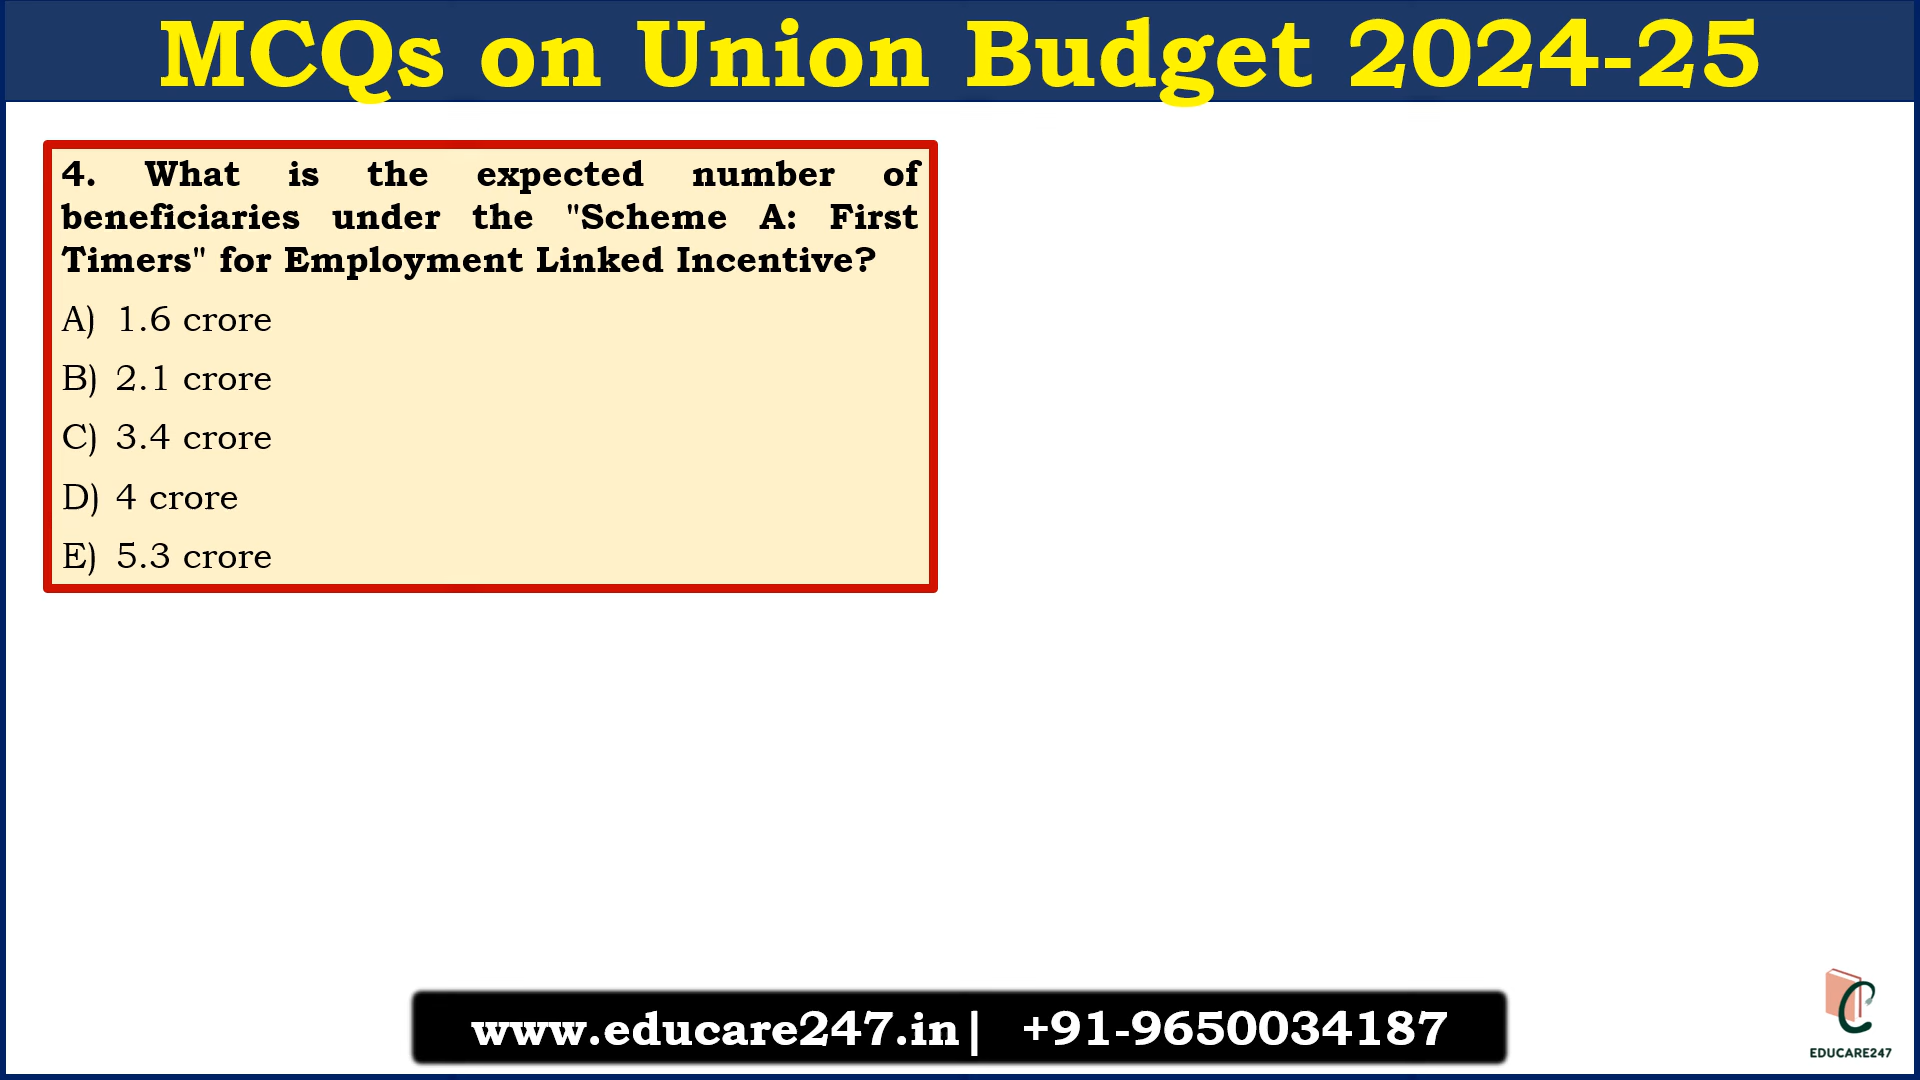 MCQs on Union Budget 2024-25
4. What is the expected number of
beneficiaries under the "Scheme A: First
Timers" for Employment Linked Incentive?
A) 1.6 crore
B) 2.1 crore
C) 3.4 crore
D) 4 crore
E) 5.3 crore
www.educare247.in| +91-9650034187
EDUCARE247